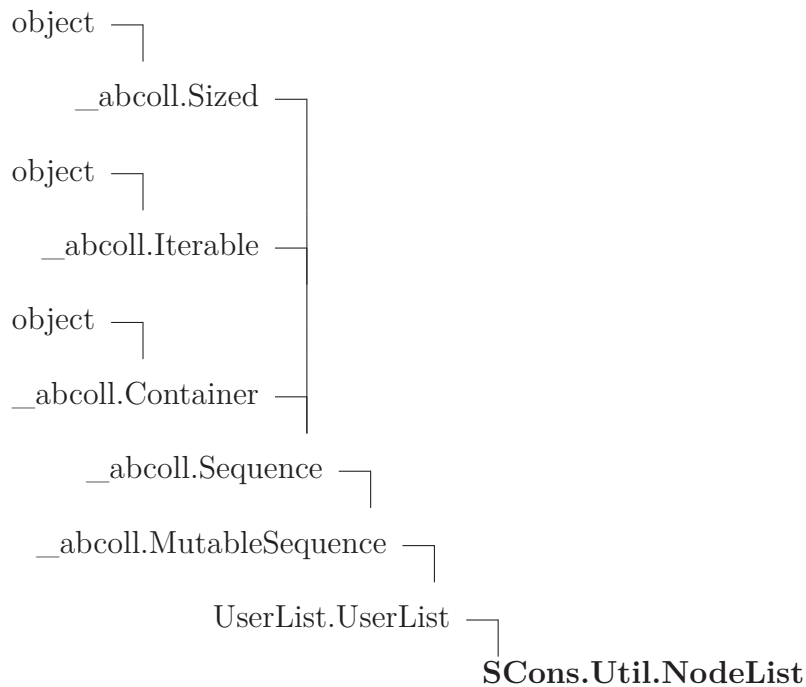 object
_abcoll.Sized
object
_abcoll.Iterable
object
_abcoll.Container
_abcoll.Sequence
_abcoll.MutableSequence
UserList.UserList
SCons.Util.NodeList